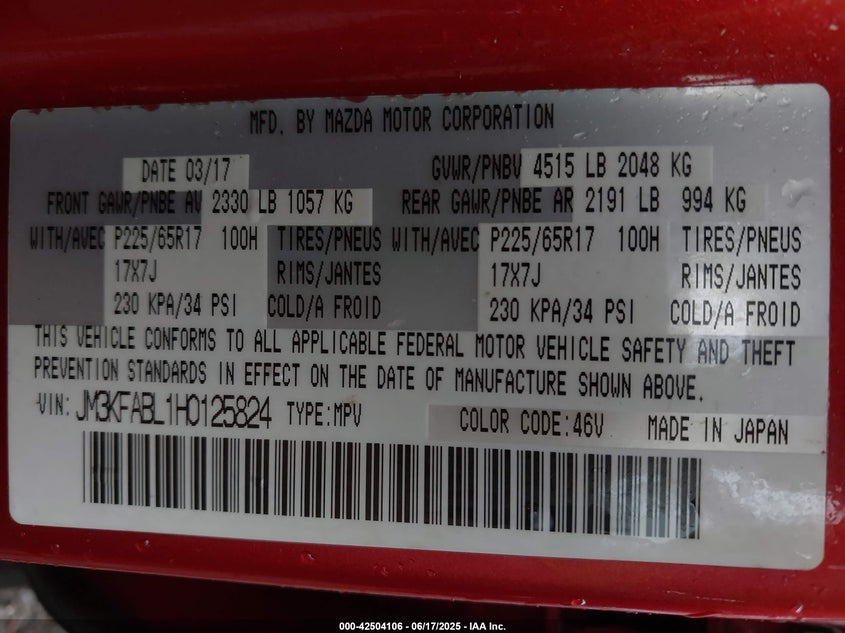 MFD. BY MAZDA MOTOR CORPORATION
DATE 03/17 GVWR/PNBV 4515 LB 2048 KG
FRONT GAWR/PNBE AV 2330 LB 1057 KG REAR GAWR/PNBE AR 2191 LB 994 KG
WITH/AVEC P225/65R17 100H TIRES/PNEUS WITH/AVEC P225/65R17 100H TIRES/PNEUS
17X7J RIMS/JANTES 17X7J RIMS/JANTES
230 KPA/34 PSI COLD/A FROID 230 KPA/34 PSI COLD/A FROID
THIS VEHICLE CONFORMS TO ALL APPLICABLE FEDERAL MOTOR VEHICLE SAFETY AND THEFT
PREVENTION STANDARDS IN EFFECT ON THE DATE OF MANUFACTURE SHOWN ABOVE.
VIN: JM3KFABL1H0125824 TYPE:MPV COLOR CODE:46V MADE IN JAPAN
000-42504106 - 06/17/2025 - IAA Inc.